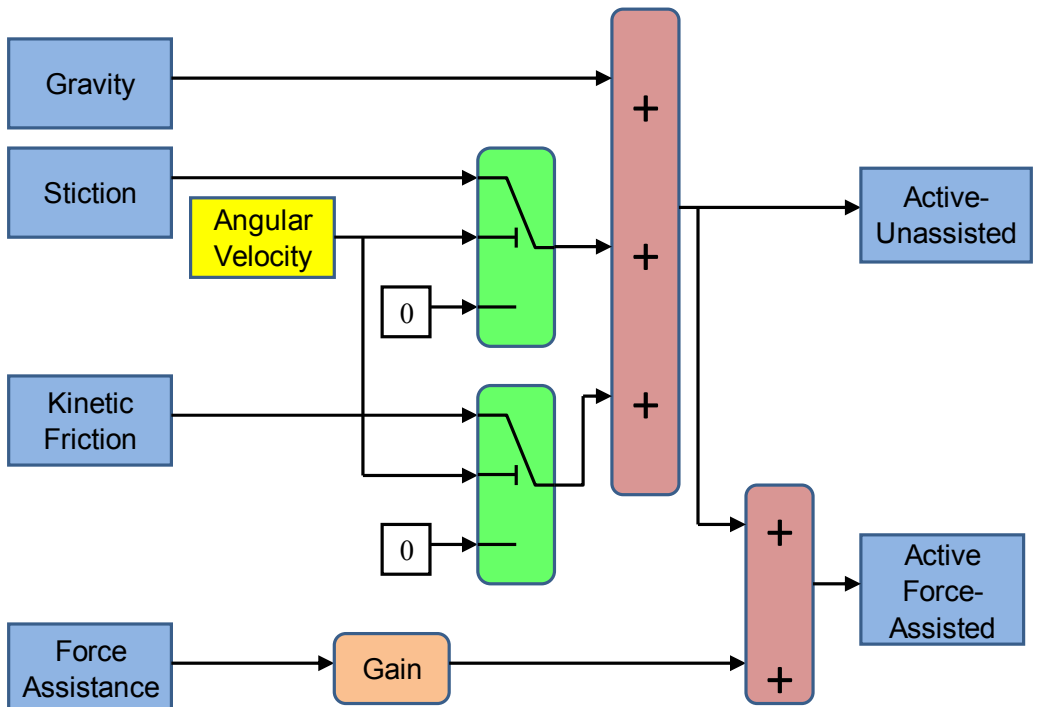 Gravity
+
Stiction
Angular
Velocity
+
Active-
Unassisted
0
Kinetic
Friction
+
0
+
Active
Force-
Assisted
Force
Assistance
Gain
+